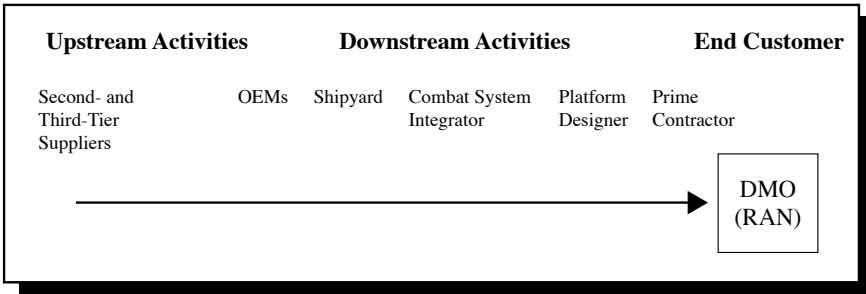 Upstream Activities Downstream Activities End Customer
Second- and OEMs Shipyard Combat System Platform Prime
Third-Tier Integrator Designer Contractor
Suppliers
DMO
(RAN)